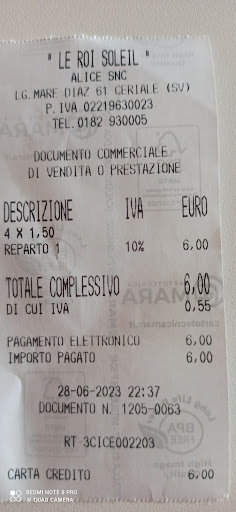 " LE ROI SOLEIL "
ALICE SNC
LG.MARE DIAZ 61 CERIALE (SV)
P.IVA 02219630023
TEL.0182 930005
DOCUMENTO COMMERCIALE
DI VENDITA O PRESTAZIONE
DESCRIZIONE IVA EURO
4 X 1,50
REPARTO 1 10% 6,00
TOTALE COMPLESSIVO 6,00
DI CUI IVA 0,55
PAGAMENTO ELETTRONICO 6,00
IMPORTO PAGATO 6,00
28-06-2023 22:37
DOCUMENTO N. 1205-0063
RT 3CICE002203
CARTA CREDITO 6,00
REDMI NOTE 8 PRO
AI QUAD CAMERA